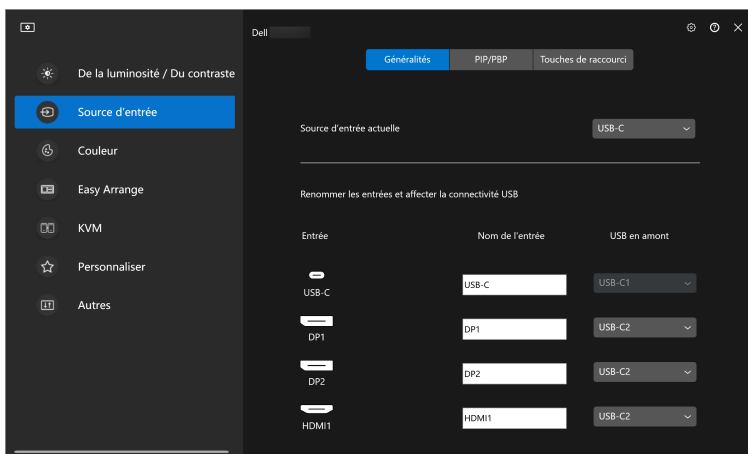 Dell
De la luminosité / Du contraste
Source d'entrée
Couleur
Easy Arrange
KVM
Personnaliser
Autres
Généralités PIP/PBP Touches de raccourci
Source d'entrée actuelle USB-C
Renommer les entrées et affecter la connectivité USB
Entrée Nom de l'entrée USB en amont
USB-C USB-C USB-C1
DP1 DP1 USB-C2
DP2 DP2 USB-C2
HDMI1 HDMI1 USB-C2